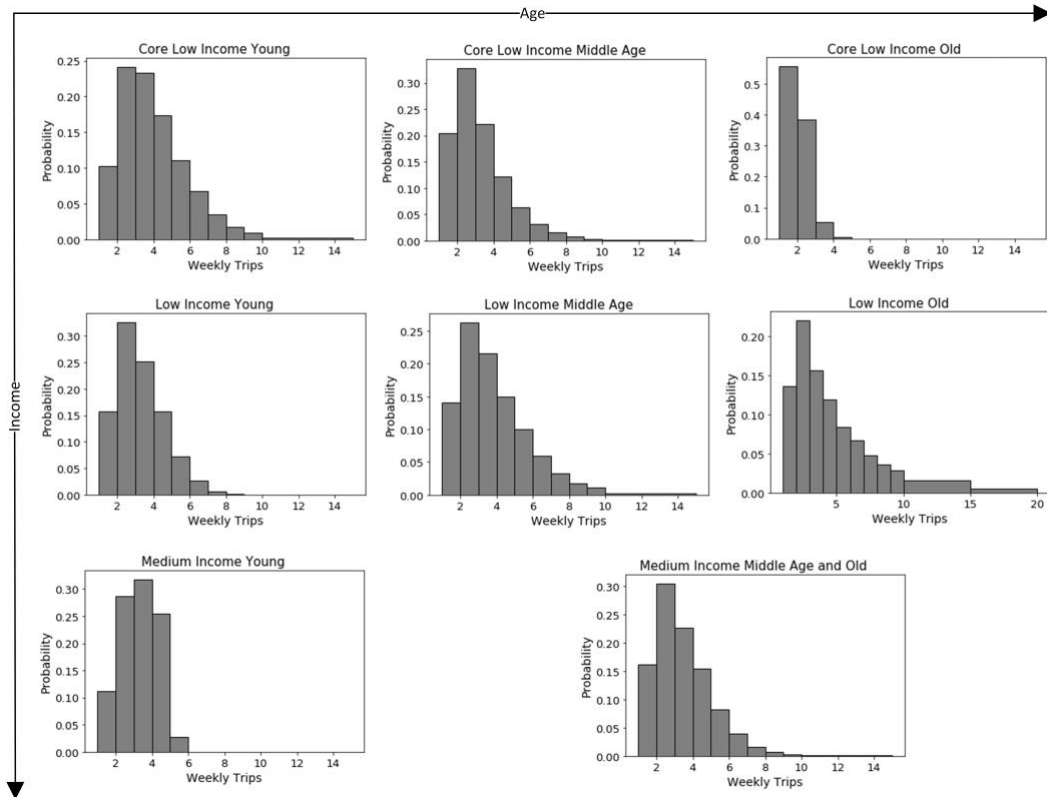 Age
Income
Core Low Income Young
Probability
0.25
0.20
0.15
0.10
0.05
0.00
2 4 6 8 10 12 14
Weekly Trips
Core Low Income Middle Age
Probability
0.30
0.25
0.20
0.15
0.10
0.05
0.00
2 4 6 8 10 12 14
Weekly Trips
Core Low Income Old
Probability
0.5
0.4
0.3
0.2
0.1
0.0
2 4 6 8 10 12 14
Weekly Trips
Low Income Young
Probability
0.30
0.25
0.20
0.15
0.10
0.05
0.00
2 4 6 8 10 12 14
Weekly Trips
Low Income Middle Age
Probability
0.25
0.20
0.15
0.10
0.05
0.00
2 4 6 8 10 12 14
Weekly Trips
Low Income Old
Probability
0.20
0.15
0.10
0.05
0.00
5 10 15 20
Weekly Trips
Medium Income Young
Probability
0.30
0.25
0.20
0.15
0.10
0.05
0.00
2 4 6 8 10 12 14
Weekly Trips
Medium Income Middle Age and Old
Probability
0.30
0.25
0.20
0.15
0.10
0.05
0.00
2 4 6 8 10 12 14
Weekly Trips